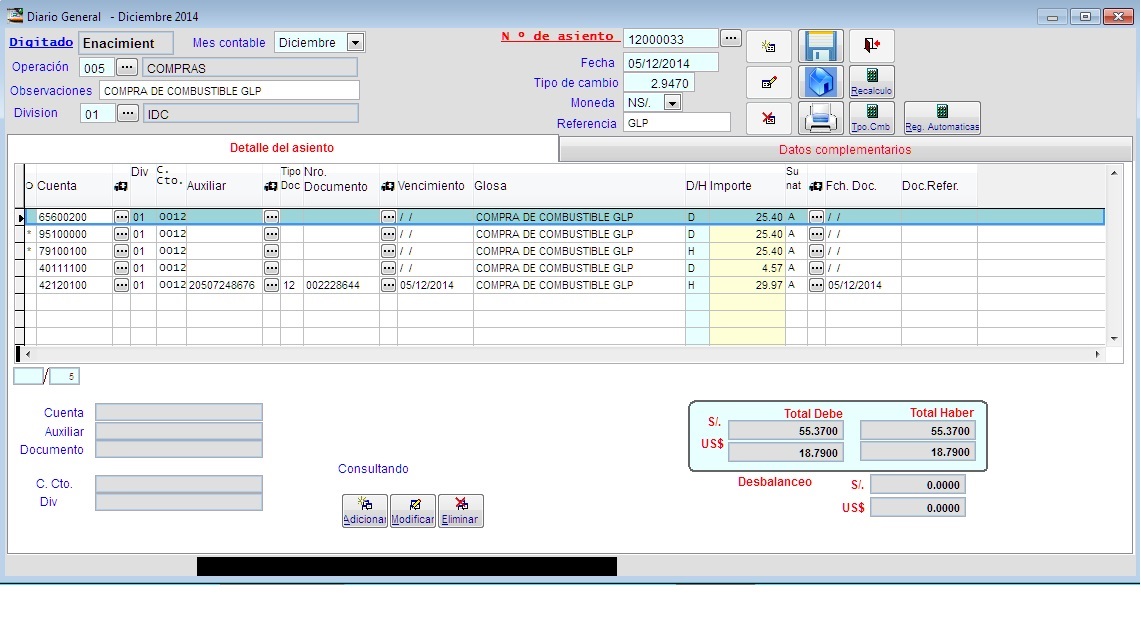 Diario General - Diciembre 2014
Digitado Enacimient Mes contable Diciembre Nº de asiento 12000033
Operación 005 COMPRAS Fecha 05/12/2014
Observaciones COMPRA DE COMBUSTIBLE GLP Tipo de cambio 2.9470
Division 01 IDC Moneda NS/.
Referencia GLP
Recalculo
Tpo.Cmb Reg. Automaticas
Detalle del asiento Datos complementarios
O Cuenta Div C. Cto. Auxiliar Tipo Doc Nro. Documento Vencimiento Glosa D/H Importe Su nat Fch. Doc. Doc.Refer.
65600200 ... 01 0012 ... ... / / COMPRA DE COMBUSTIBLE GLP D 25.40 A ... / /
* 95100000 ... 01 0012 ... ... / / COMPRA DE COMBUSTIBLE GLP D 25.40 A ... / /
* 79100100 ... 01 0012 ... ... / / COMPRA DE COMBUSTIBLE GLP H 25.40 A ... / /
40111100 ... 01 0012 ... ... / / COMPRA DE COMBUSTIBLE GLP D 4.57 A ... / /
42120100 ... 01 0012 20507248676 ... 12 002228644 ... 05/12/2014 COMPRA DE COMBUSTIBLE GLP H 29.97 A ... 05/12/2014
/ 5
Cuenta
Auxiliar
Documento
C. Cto.
Div
Consultando
Adicionar Modificar Eliminar
Total Debe Total Haber
S/. 55.3700 55.3700
US$ 18.7900 18.7900
Desbalanceo S/. 0.0000
US$ 0.0000